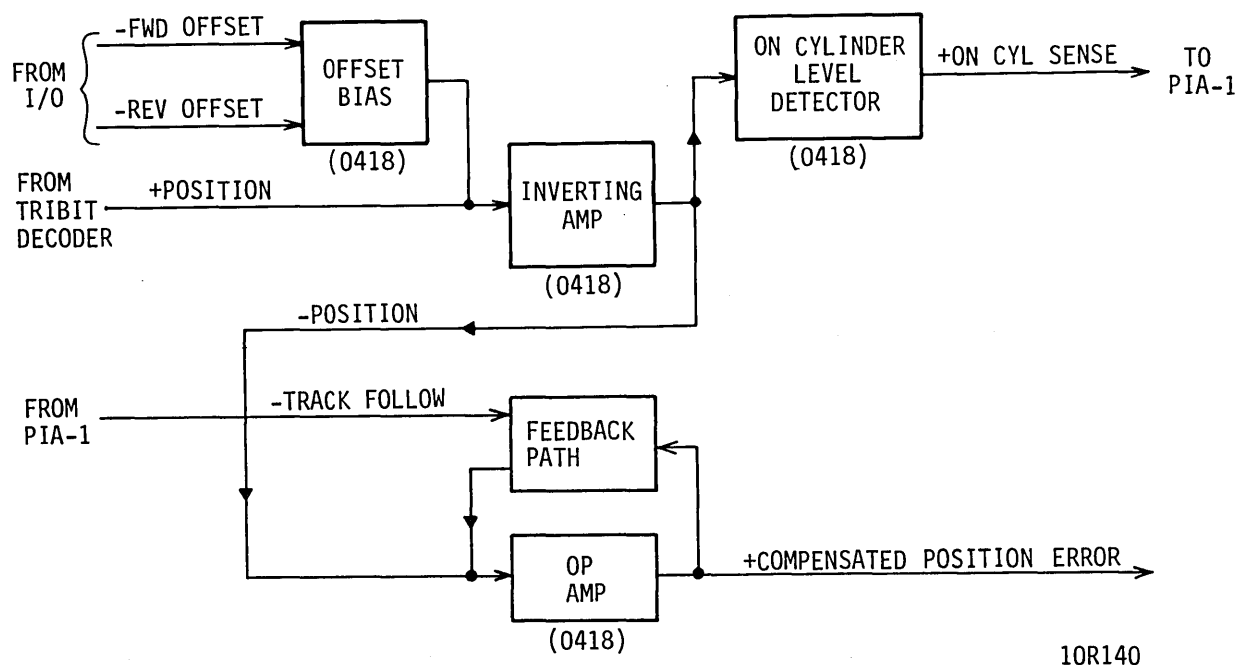 -FWD OFFSET
FROM
I/O
-REV OFFSET
OFFSET
BIAS
(0418)
ON CYLINDER
LEVEL
DETECTOR
(0418)
+ON CYL SENSE
TO
PIA-1
FROM
TRIBIT
DECODER
+POSITION
INVERTING
AMP
(0418)
-POSITION
FROM
PIA-1
-TRACK FOLLOW
FEEDBACK
PATH
OP
AMP
(0418)
+COMPENSATED POSITION ERROR
10R140